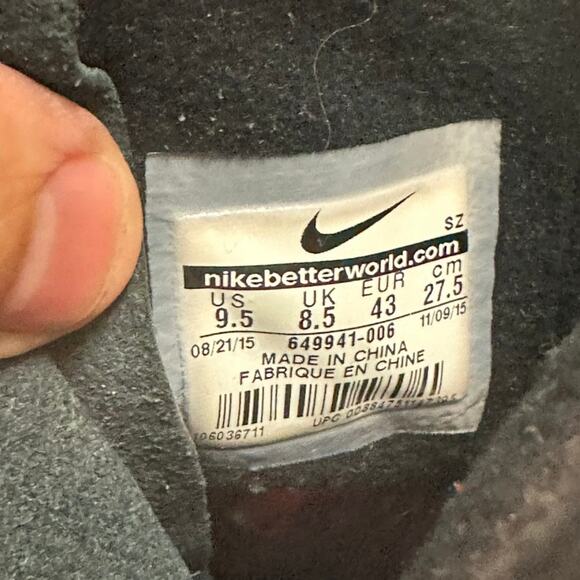 SZ
nikebetterworld.com
US UK EUR cm
9.5 8.5 43 27.5
08/21/15 649941-006 11/09/15
MADE IN CHINA
FABRIQUE EN CHINE
UPC